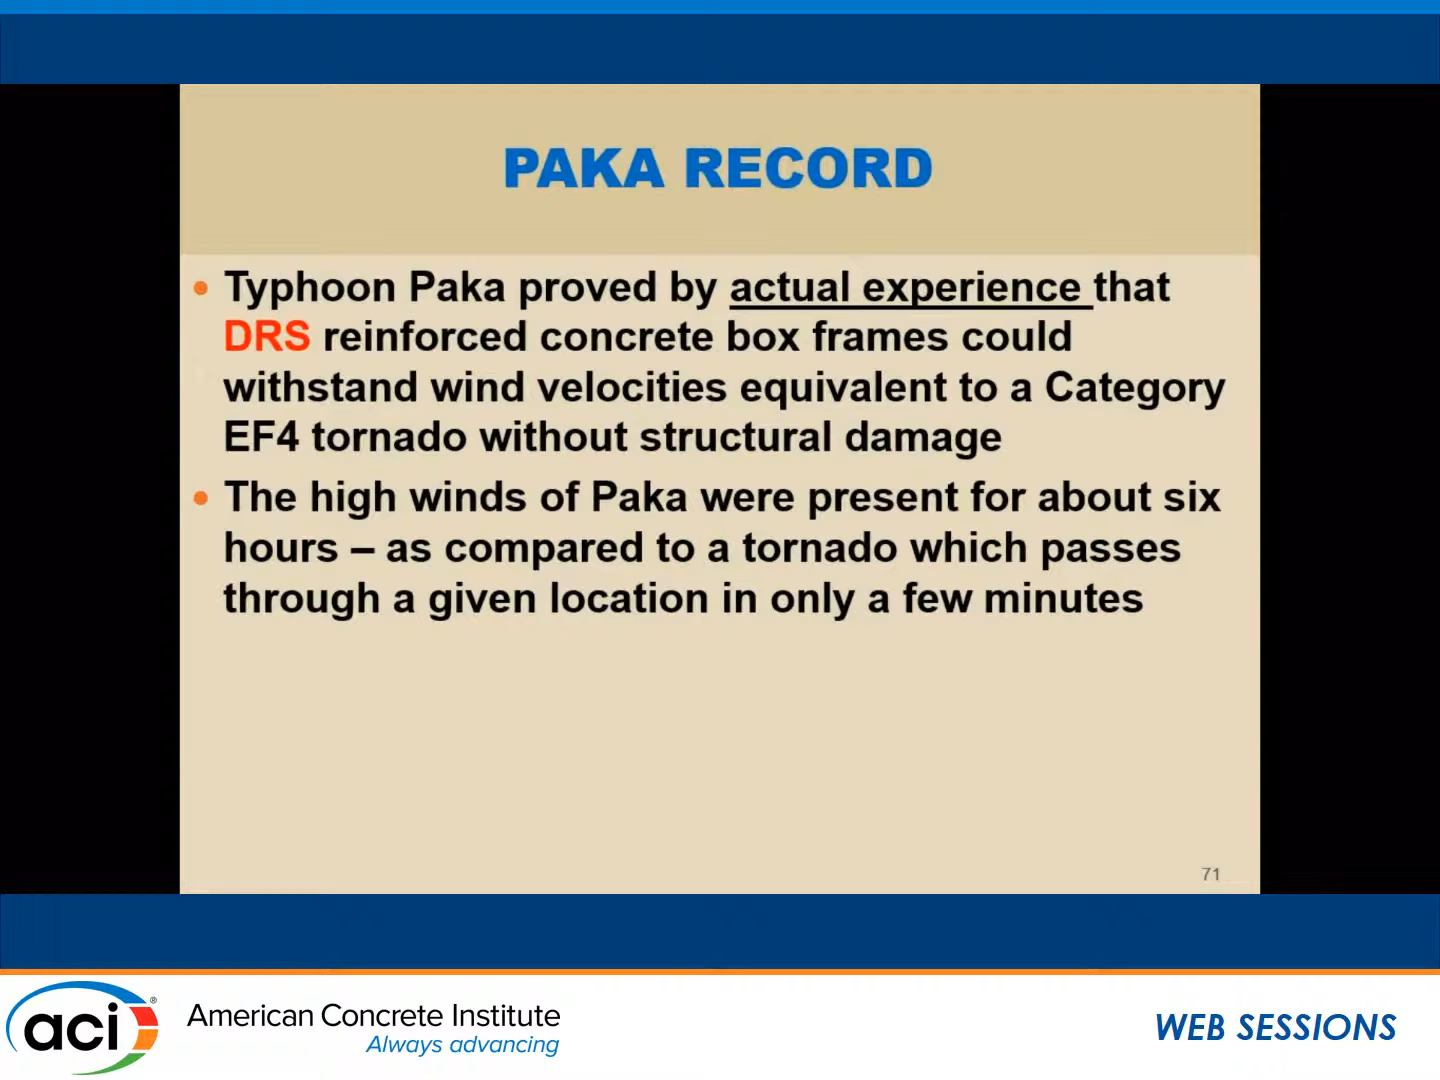 PAKA RECORD
• Typhoon Paka proved by actual experience that
DRS reinforced concrete box frames could
withstand wind velocities equivalent to a Category
EF4 tornado without structural damage
• The high winds of Paka were present for about six
hours – as compared to a tornado which passes
through a given location in only a few minutes
71
aci®
American Concrete Institute
Always advancing
WEB SESSIONS